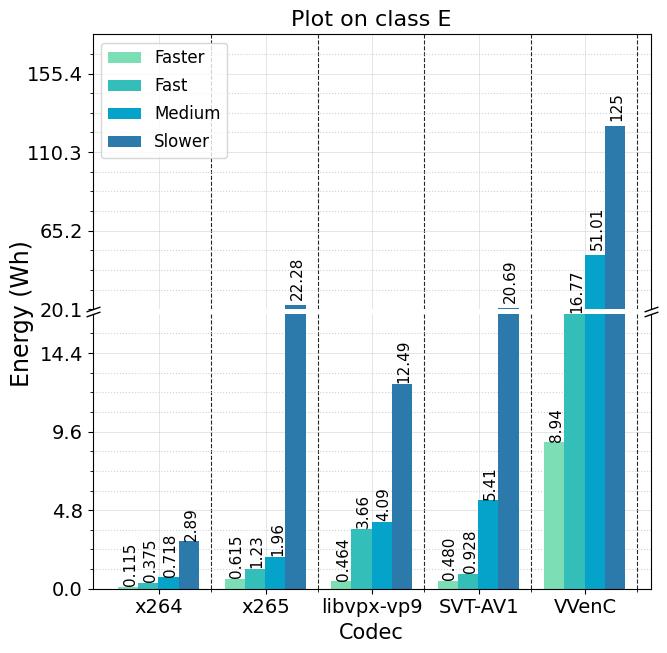 Plot on class E
Faster
Fast
Medium
Slower
155.4
110.3
65.2
20.1
14.4
9.6
4.8
0.0
Energy (Wh)
0.115
0.375
0.718
2.89
0.615
1.23
1.96
22.28
0.464
3.66
4.09
12.49
0.480
0.928
5.41
20.69
8.94
16.77
51.01
125
x264
x265
libvpx-vp9
SVT-AV1
VVenC
Codec